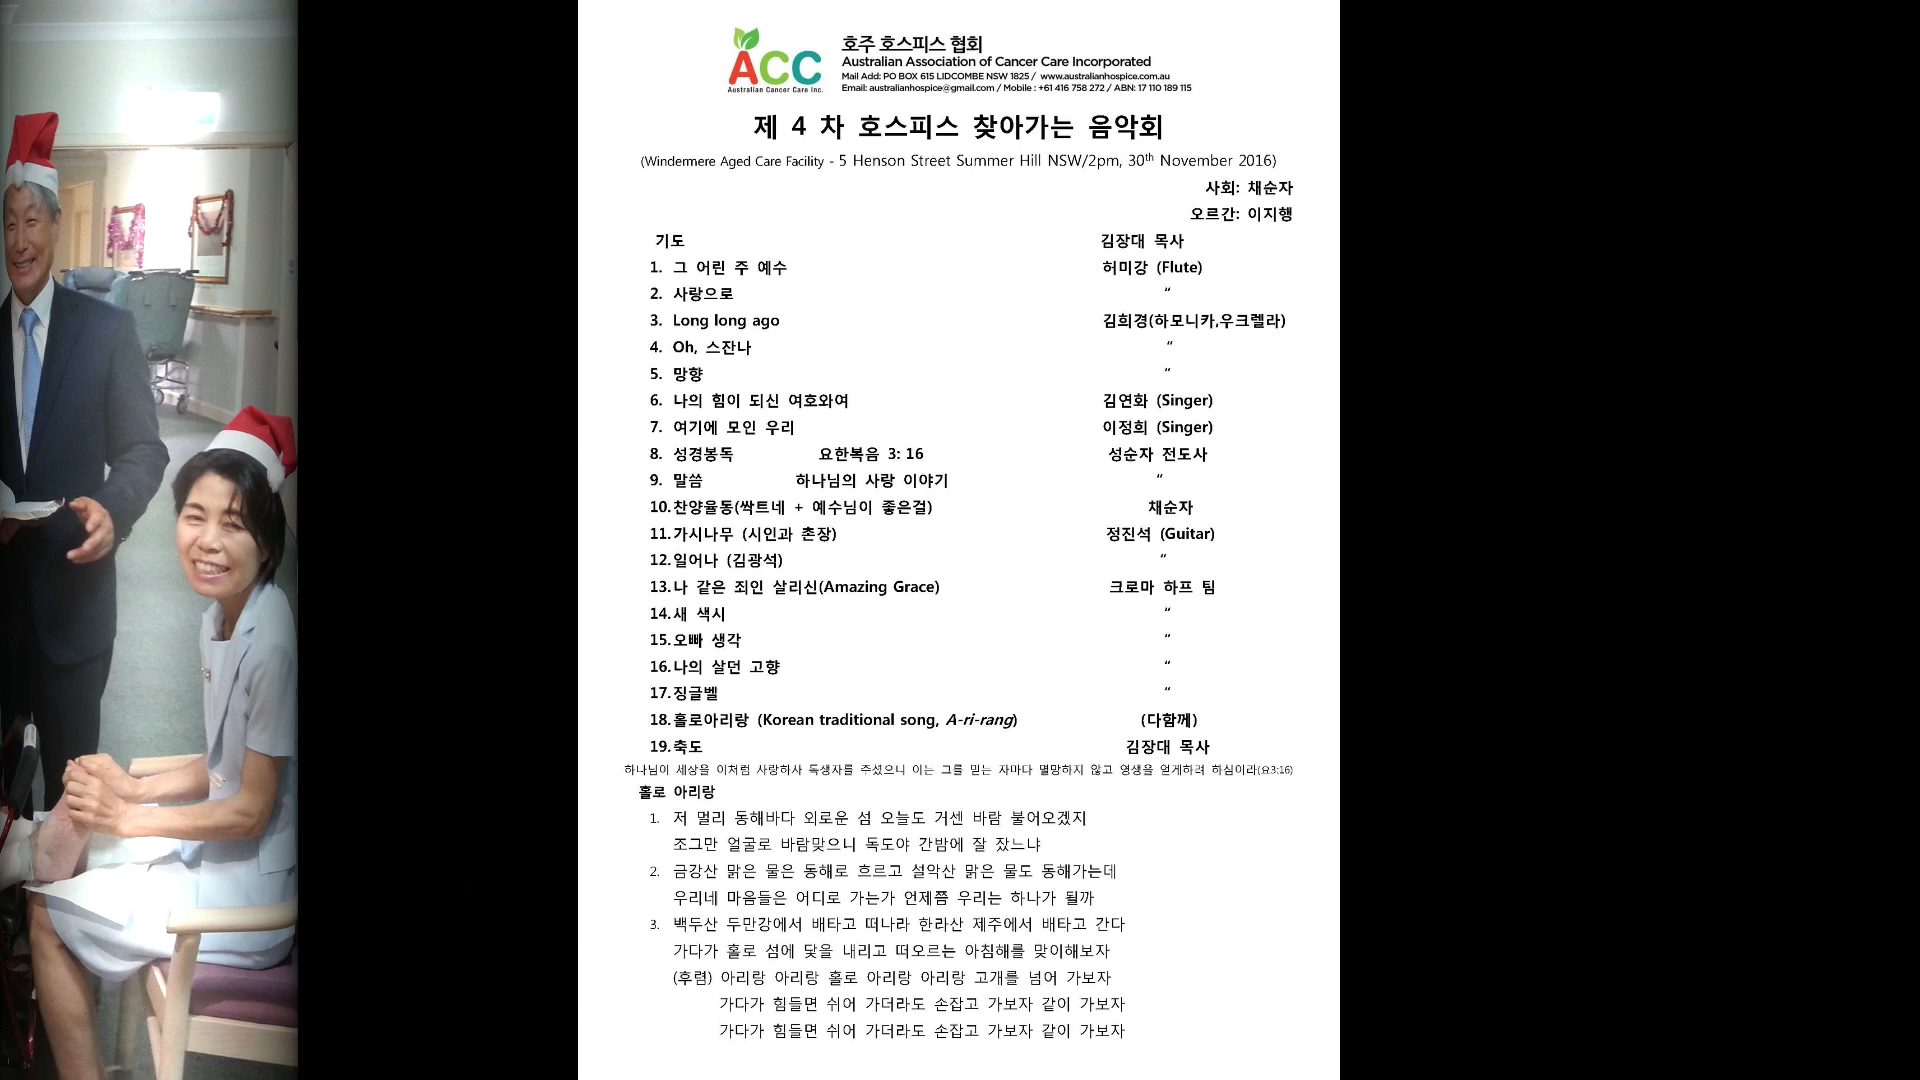 ACC
Australian Cancer Care Inc.
호주 호스피스 협회
Australian Association of Cancer Care Incorporated
Mail Add: PO BOX 615 LIDCOMBE NSW 1825 / www.australianhospice.com.au
Email: australianhospice@gmail.com / Mobile : +61 416 758 272 / ABN: 17 110 189 115
제 4 차 호스피스 찾아가는 음악회
(Windermere Aged Care Facility - 5 Henson Street Summer Hill NSW/2pm, 30th November 2016)
사회: 채순자
오르간: 이지행
기도 김장대 목사
1. 그 어린 주 예수 허미강 (Flute)
2. 사랑으로 “
3. Long long ago 김희경(하모니카,우크렐라)
4. Oh, 스잔나 “
5. 망향 “
6. 나의 힘이 되신 여호와여 김연화 (Singer)
7. 여기에 모인 우리 이정희 (Singer)
8. 성경봉독 요한복음 3: 16 성순자 전도사
9. 말씀 하나님의 사랑 이야기 “
10.찬양율동(싹트네 + 예수님이 좋은걸) 채순자
11.가시나무 (시인과 촌장) 정진석 (Guitar)
12.일어나 (김광석) “
13.나 같은 죄인 살리신(Amazing Grace) 크로마 하프 팀
14.새 색시 “
15.오빠 생각 “
16.나의 살던 고향 “
17.징글벨 “
18.홀로아리랑 (Korean traditional song, A-ri-rang) (다함께)
19.축도 김장대 목사
하나님이 세상을 이처럼 사랑하사 독생자를 주셨으니 이는 그를 믿는 자마다 멸망하지 않고 영생을 얻게하려 하심이라(요3:16)
홀로 아리랑
1. 저 멀리 동해바다 외로운 섬 오늘도 거센 바람 불어오겠지
조그만 얼굴로 바람맞으니 독도야 간밤에 잘 잤느냐
2. 금강산 맑은 물은 동해로 흐르고 설악산 맑은 물도 동해가는데
우리네 마음들은 어디로 가는가 언제쯤 우리는 하나가 될까
3. 백두산 두만강에서 배타고 떠나라 한라산 제주에서 배타고 간다
가다가 홀로 섬에 닻을 내리고 떠오르는 아침해를 맞이해보자
(후렴) 아리랑 아리랑 홀로 아리랑 아리랑 고개를 넘어 가보자
가다가 힘들면 쉬어 가더라도 손잡고 가보자 같이 가보자
가다가 힘들면 쉬어 가더라도 손잡고 가보자 같이 가보자